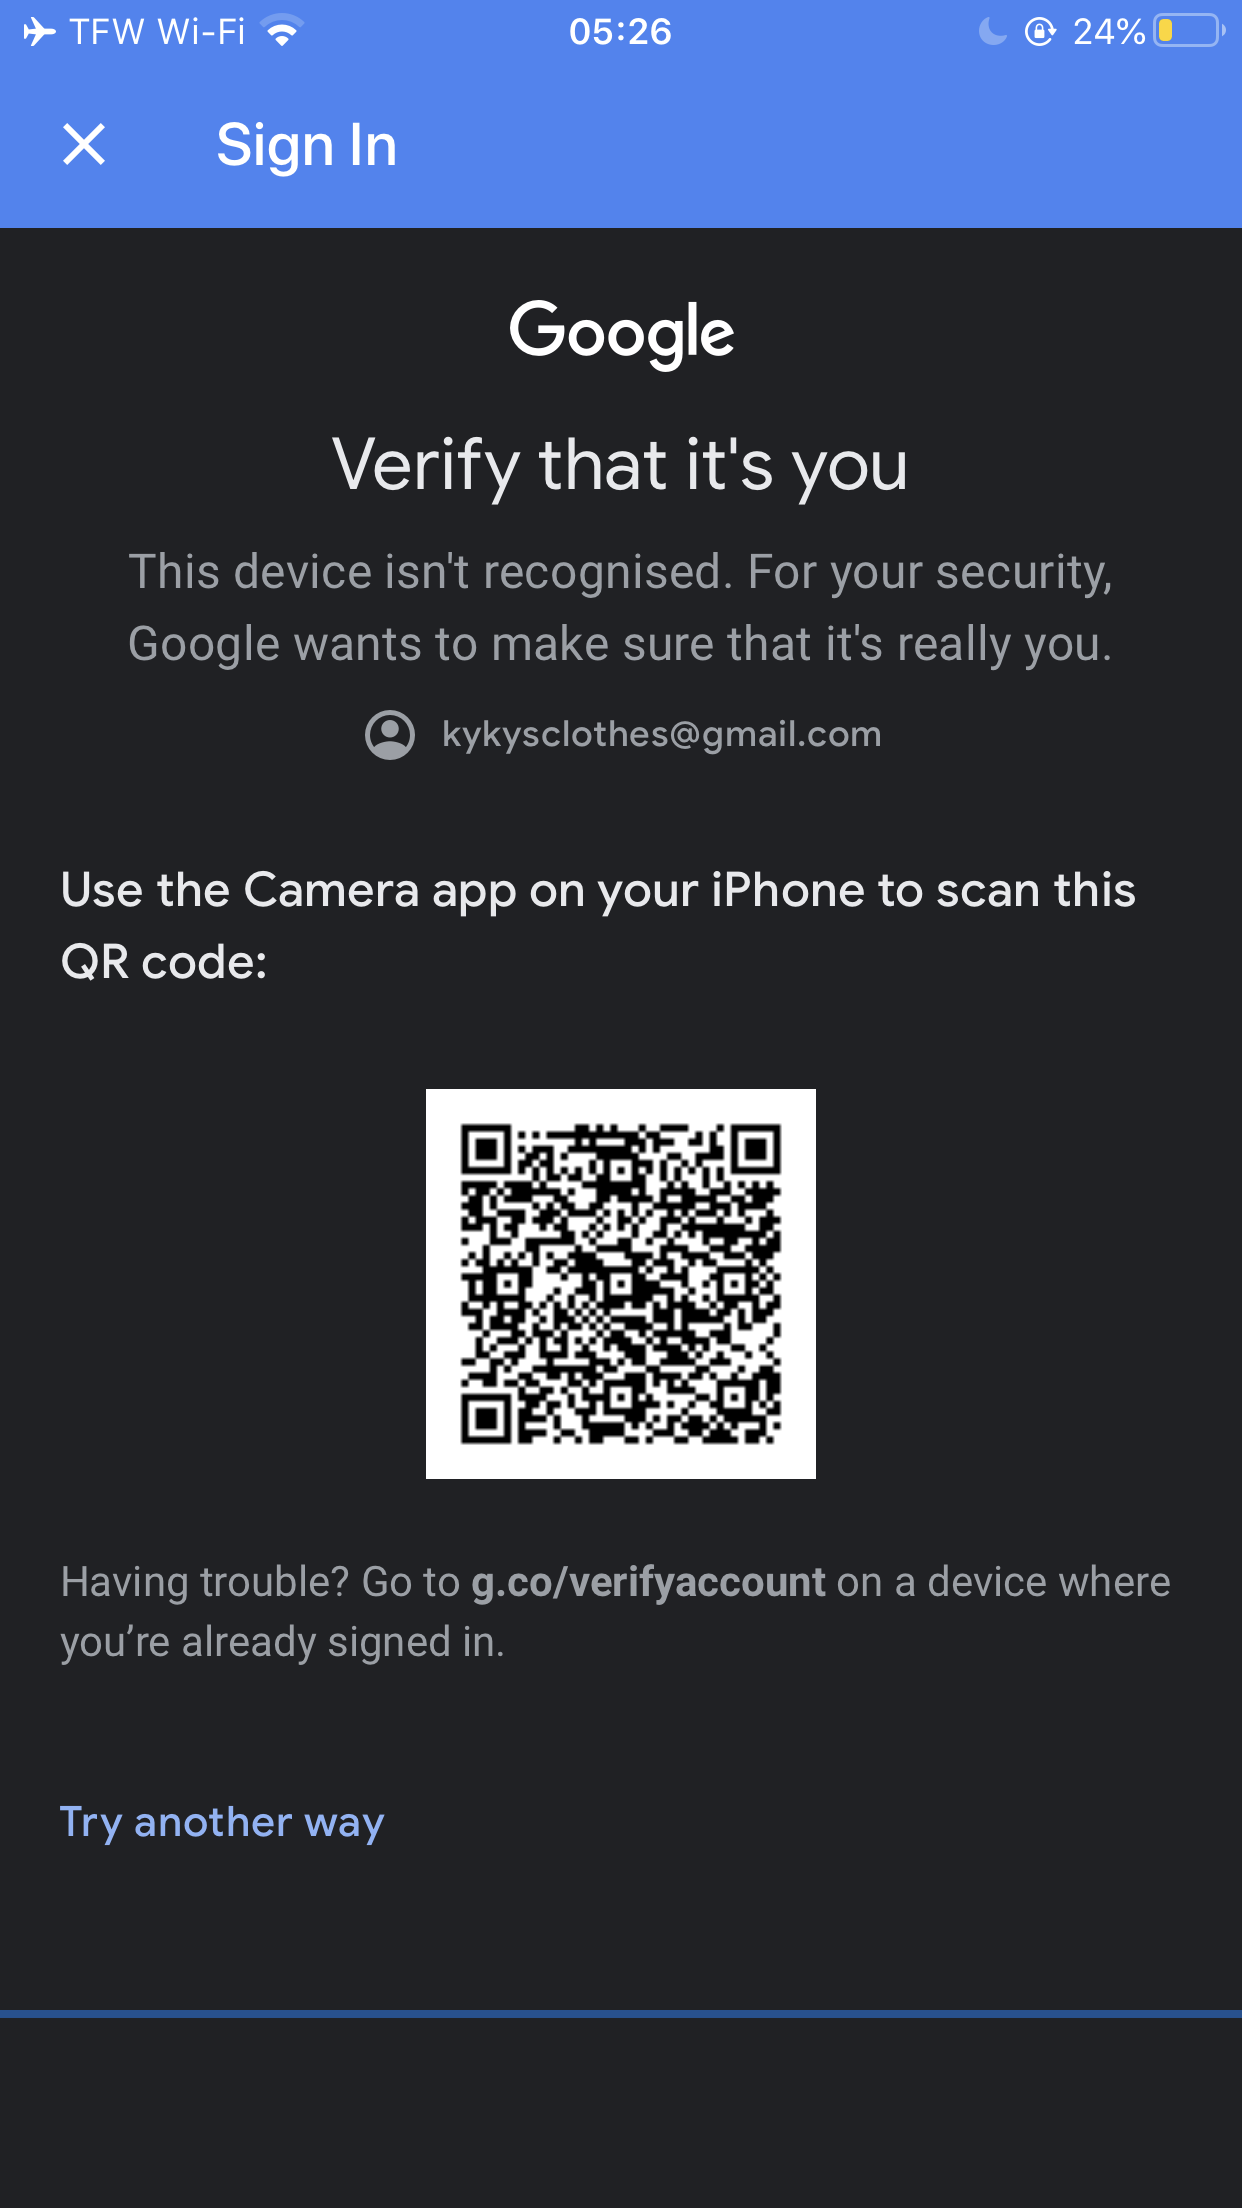 TFW Wi-Fi 05:26 24%
Sign In
Google
Verify that it's you
This device isn't recognised. For your security,
Google wants to make sure that it's really you.
kykysclothes@gmail.com
Use the Camera app on your iPhone to scan this
QR code:
Having trouble? Go to g.co/verifyaccount on a device where
you’re already signed in.
Try another way